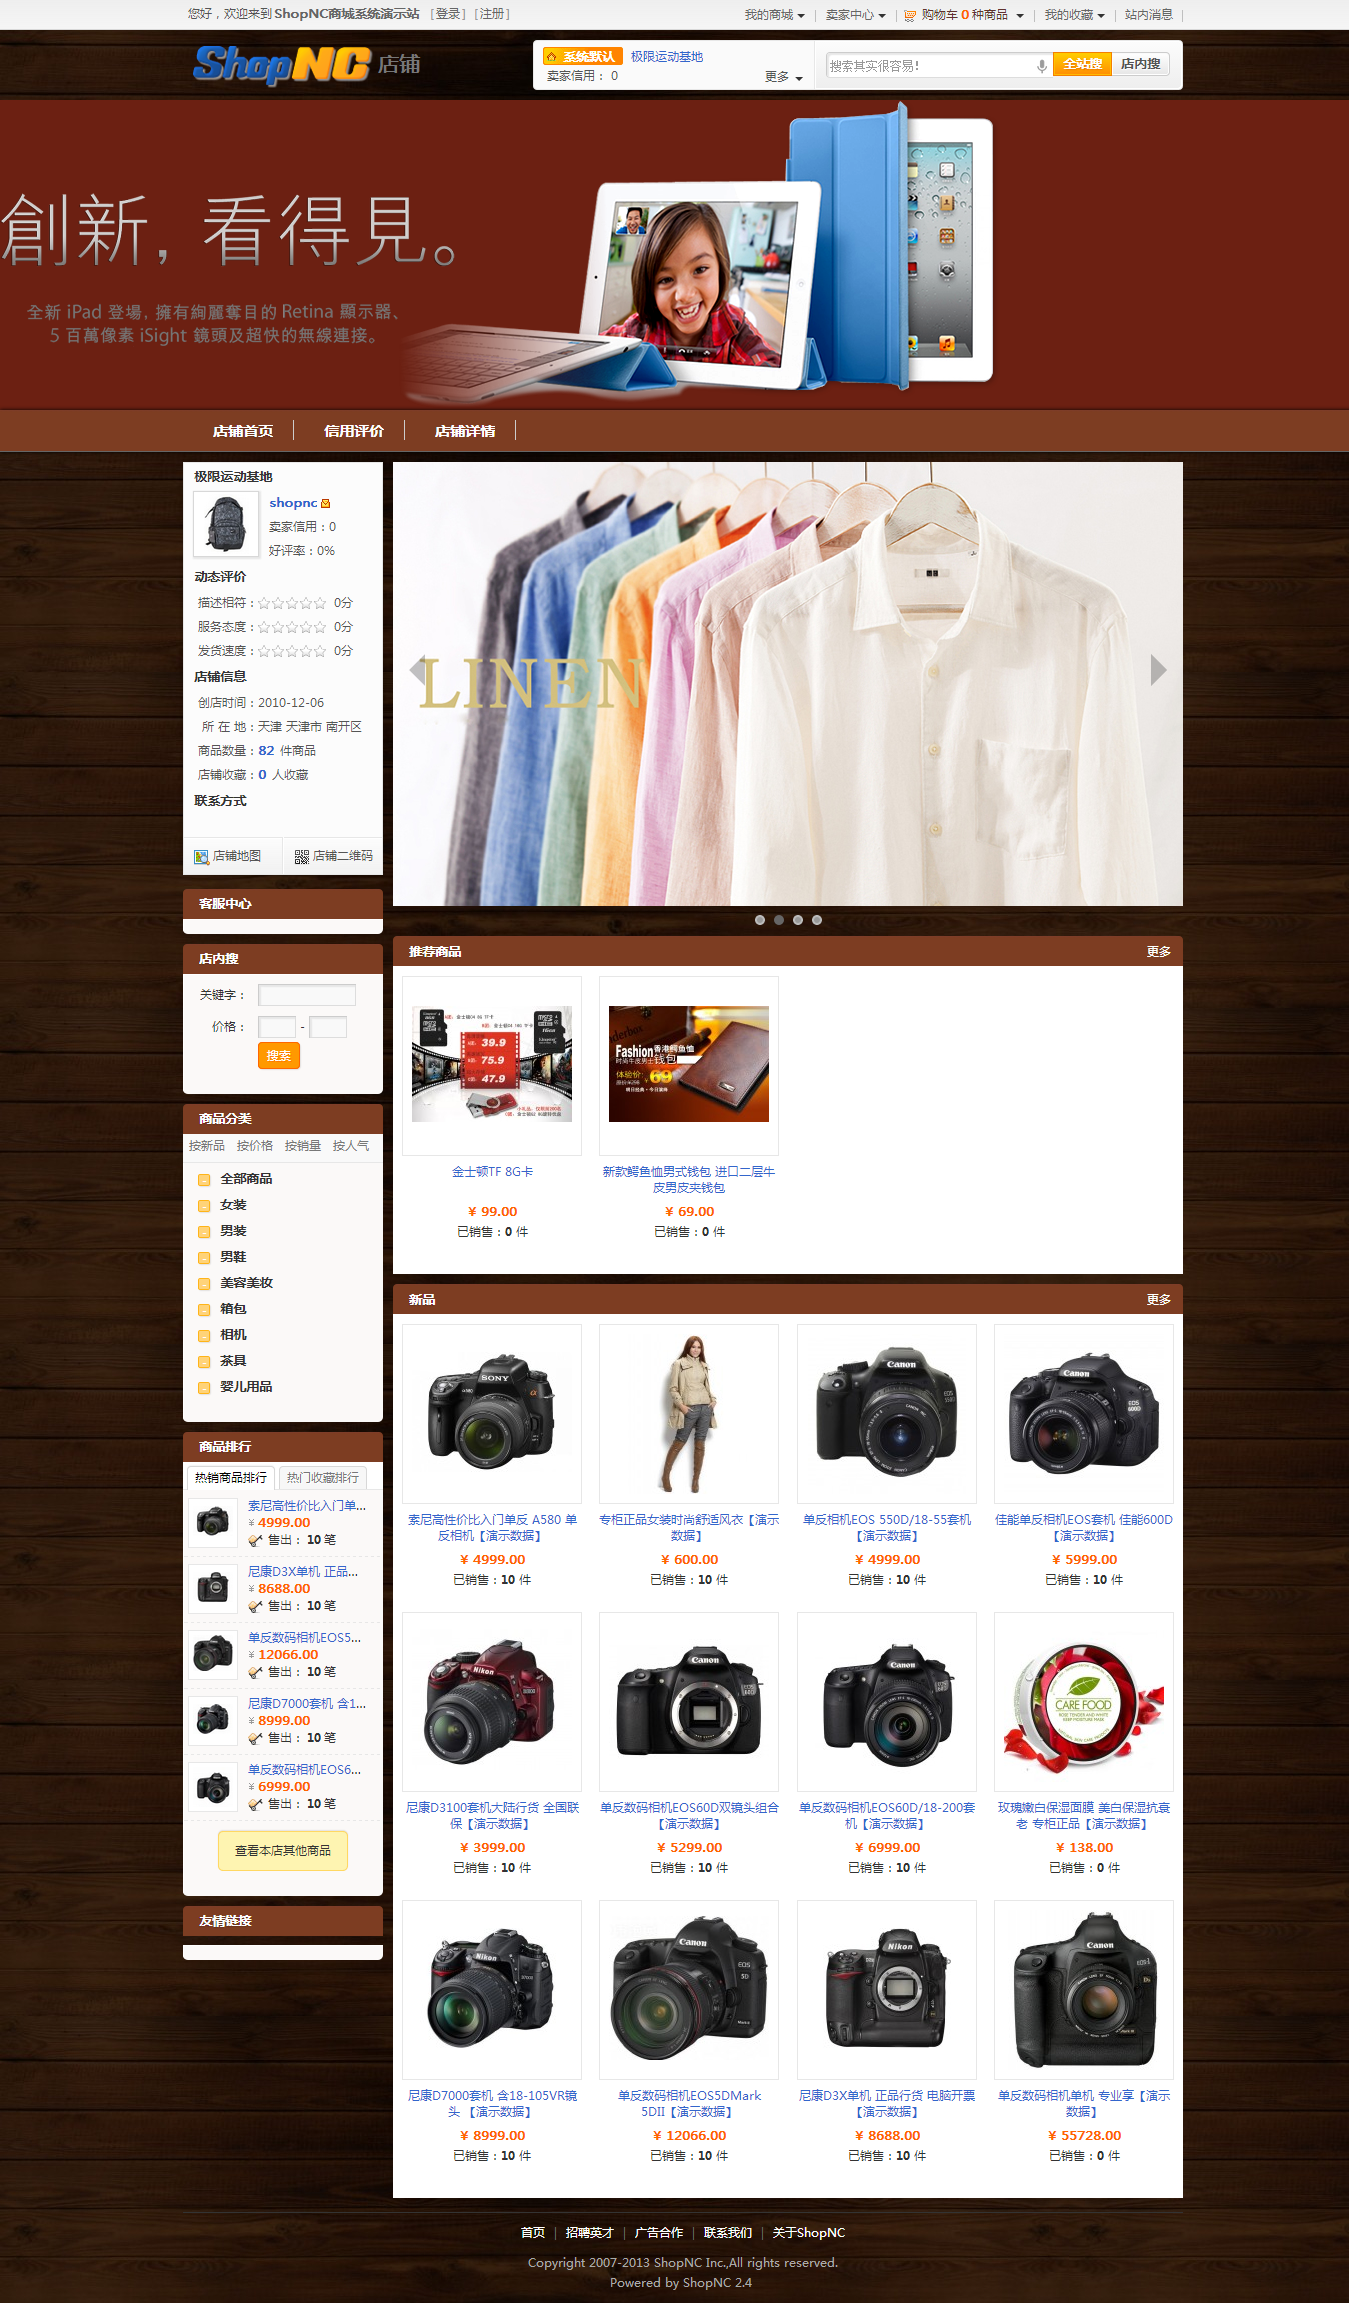 您好，欢迎来到 ShopNC商城系统演示站 [登录] [注册]
我的商城 卖家中心 购物车 0 种商品 我的收藏 站内消息
ShopNC 店铺
系统默认 极限运动基地
卖家信用： 0 更多
搜索其实很容易！ 全站搜 店内搜
創新，看得見。
全新 iPad 登場，擁有絢麗奪目的 Retina 顯示器、
5 百萬像素 iSight 鏡頭及超快的無線連接。
店铺首页 信用评价 店铺详情
极限运动基地
shopnc
卖家信用：0
好评率：0%
动态评价
描述相符： 0分
服务态度： 0分
发货速度： 0分
店铺信息
创店时间：2010-12-06
所 在 地：天津 天津市 南开区
商品数量：82 件商品
店铺收藏：0 人收藏
联系方式
店铺地图 店铺二维码
LINEN
客服中心
店内搜
关键字：
价格： -
搜索
商品分类
按新品 按价格 按销量 按人气
全部商品
女装
男装
男鞋
美容美妆
箱包
相机
茶具
婴儿用品
商品排行
热销商品排行 热门收藏排行
索尼高性价比入门单...
¥ 4999.00
售出： 10 笔
尼康D3X单机 正品...
¥ 8688.00
售出： 10 笔
单反数码相机EOS5...
¥ 12066.00
售出： 10 笔
尼康D7000套机 含1...
¥ 8999.00
售出： 10 笔
单反数码相机EOS6...
¥ 6999.00
售出： 10 笔
查看本店其他商品
友情链接
推荐商品 更多
39.9
75.9
47.9
Fashion 香港鳄鱼恤
时尚牛皮男士钱包
体验价:
69
金士顿TF 8G卡
¥ 99.00
已销售：0 件
新款鳄鱼恤男式钱包 进口二层牛
皮男皮夹钱包
¥ 69.00
已销售：0 件
新品 更多
SONY
Canon
Canon
EOS
600D
索尼高性价比入门单反 A580 单
反相机【演示数据】
¥ 4999.00
已销售：10 件
专柜正品女装时尚舒适风衣【演示
数据】
¥ 600.00
已销售：10 件
单反相机EOS 550D/18-55套机
【演示数据】
¥ 4999.00
已销售：10 件
佳能单反相机EOS套机 佳能600D
【演示数据】
¥ 5999.00
已销售：10 件
Nikon
Canon
Canon
CARE FOOD
尼康D3100套机大陆行货 全国联
保【演示数据】
¥ 3999.00
已销售：10 件
单反数码相机EOS60D双镜头组合
【演示数据】
¥ 5299.00
已销售：10 件
单反数码相机EOS60D/18-200套
机【演示数据】
¥ 6999.00
已销售：10 件
玫瑰嫩白保湿面膜 美白保湿抗衰
老 专柜正品【演示数据】
¥ 138.00
已销售：0 件
Nikon
Canon
EOS
5D
Nikon
Canon
尼康D7000套机 含18-105VR镜
头 【演示数据】
¥ 8999.00
已销售：10 件
单反数码相机EOS5DMark
5DII【演示数据】
¥ 12066.00
已销售：10 件
尼康D3X单机 正品行货 电脑开票
【演示数据】
¥ 8688.00
已销售：10 件
单反数码相机单机 专业享【演示
数据】
¥ 55728.00
已销售：0 件
首页 | 招聘英才 | 广告合作 | 联系我们 | 关于ShopNC
Copyright 2007-2013 ShopNC Inc.,All rights reserved.
Powered by ShopNC 2.4